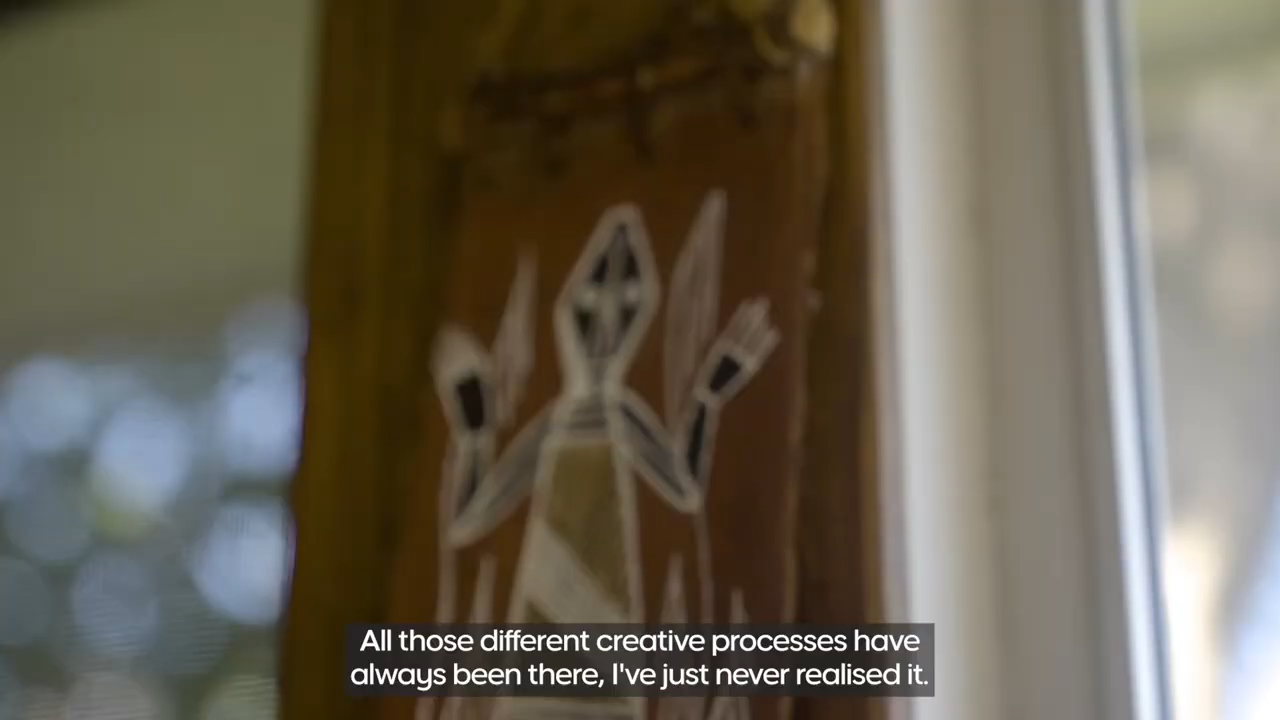 All those different creative processes have
always been there, I've just never realised it.